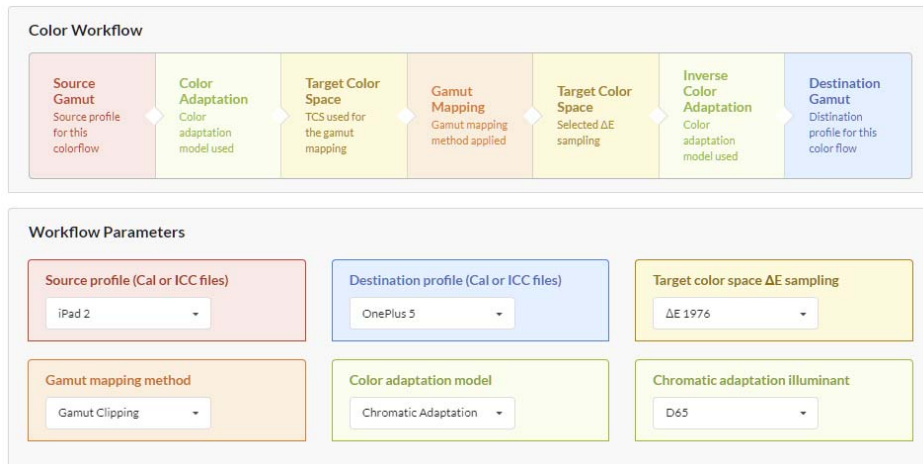 Color Workflow
Source
Gamut
Source profile
for this
colorflow
Color
Adaptation
Color
adaptation
model used
Target Color
Space
TCS used for
the gamut
mapping
Gamut
Mapping
Gamut mapping
method applied
Target Color
Space
Selected ΔE
sampling
Inverse
Color
Adaptation
Color
adaptation
model used
Destination
Gamut
Distination
profile for this
color flow
Workflow Parameters
Source profile (Cal or ICC files)
iPad 2
Destination profile (Cal or ICC files)
OnePlus 5
Target color space ΔE sampling
ΔE 1976
Gamut mapping method
Gamut Clipping
Color adaptation model
Chromatic Adaptation
Chromatic adaptation illuminant
D65